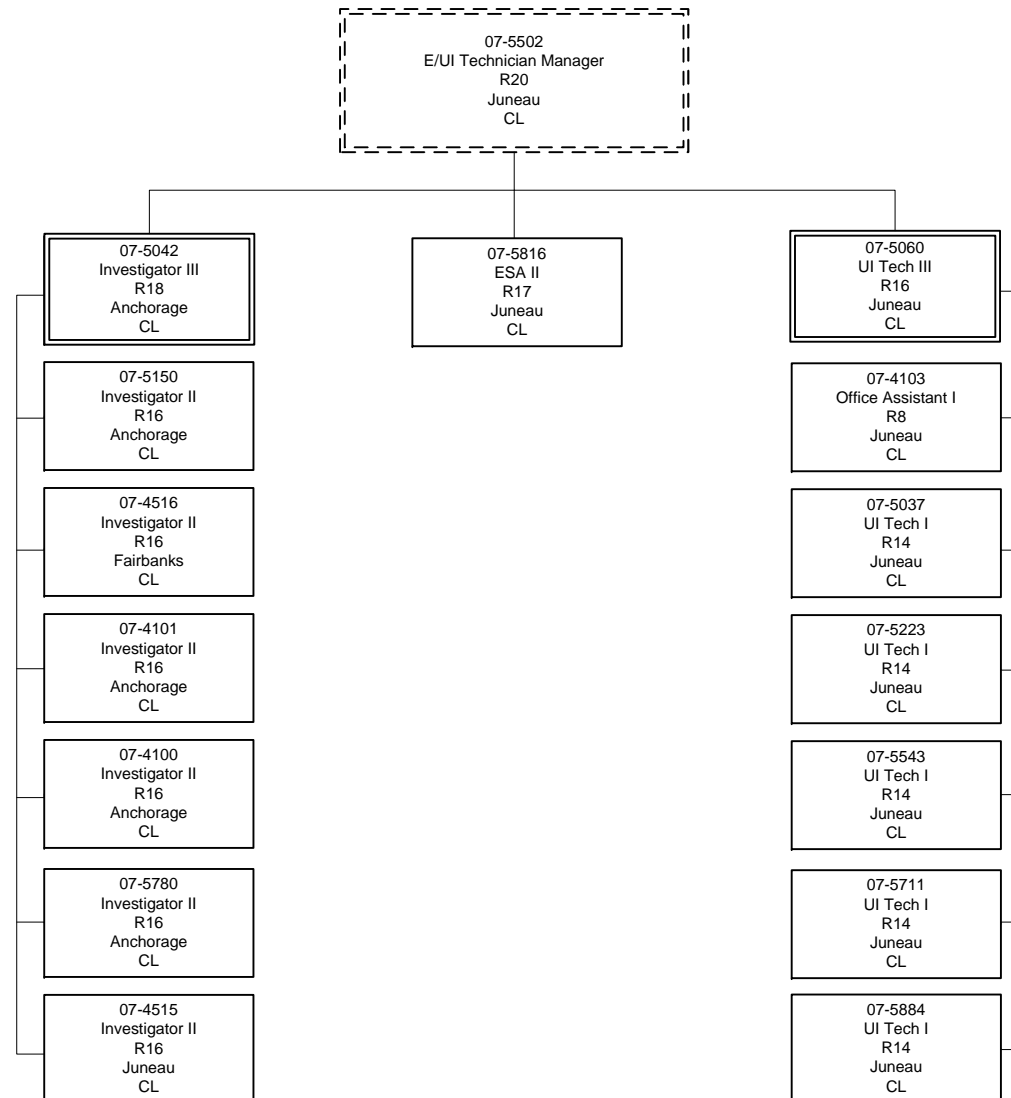 07-5502
E/UI Technician Manager
R20
Juneau
CL
07-5042
Investigator III
R18
Anchorage
CL
07-5150
Investigator II
R16
Anchorage
CL
07-4516
Investigator II
R16
Fairbanks
CL
07-4101
Investigator II
R16
Anchorage
CL
07-4100
Investigator II
R16
Anchorage
CL
07-5780
Investigator II
R16
Anchorage
CL
07-4515
Investigator II
R16
Juneau
CL
07-5816
ESA II
R17
Juneau
CL
07-5060
UI Tech III
R16
Juneau
CL
07-4103
Office Assistant I
R8
Juneau
CL
07-5037
UI Tech I
R14
Juneau
CL
07-5223
UI Tech I
R14
Juneau
CL
07-5543
UI Tech I
R14
Juneau
CL
07-5711
UI Tech I
R14
Juneau
CL
07-5884
UI Tech I
R14
Juneau
CL